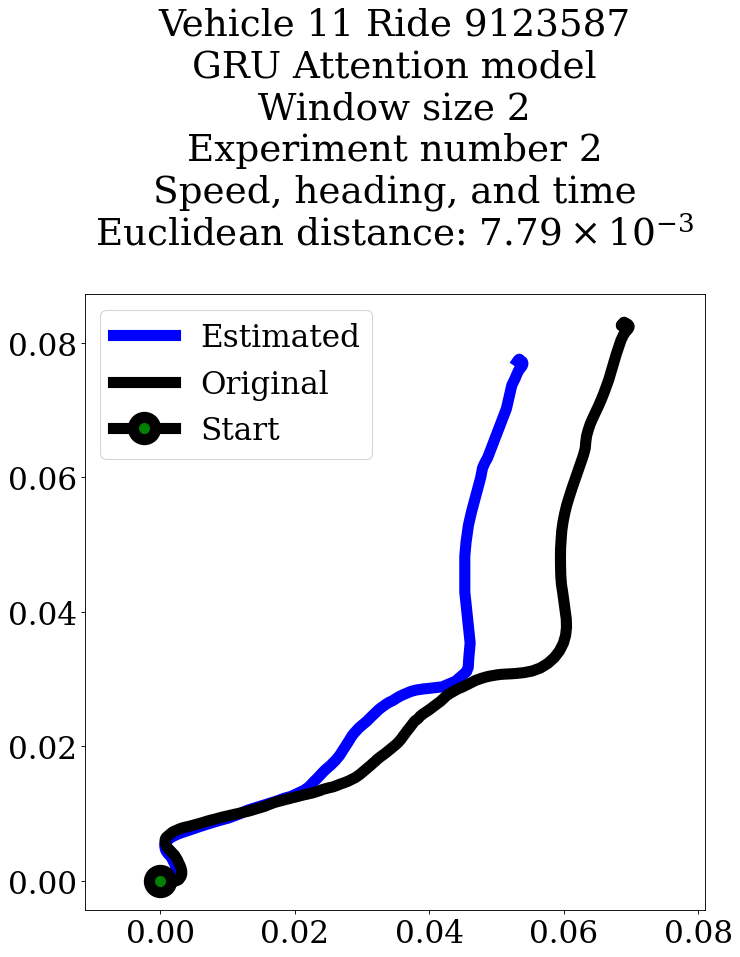 Vehicle 11 Ride 9123587
GRU Attention model
Window size 2
Experiment number 2
Speed, heading, and time
Euclidean distance: 7.79 × 10⁻³
Estimated
Original
Start
0.08
0.06
0.04
0.02
0.00
0.00 0.02 0.04 0.06 0.08